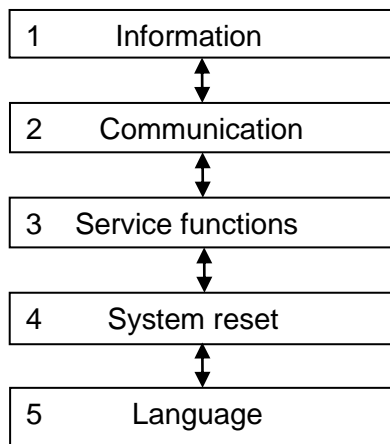 1 Information
2 Communication
3 Service functions
4 System reset
5 Language